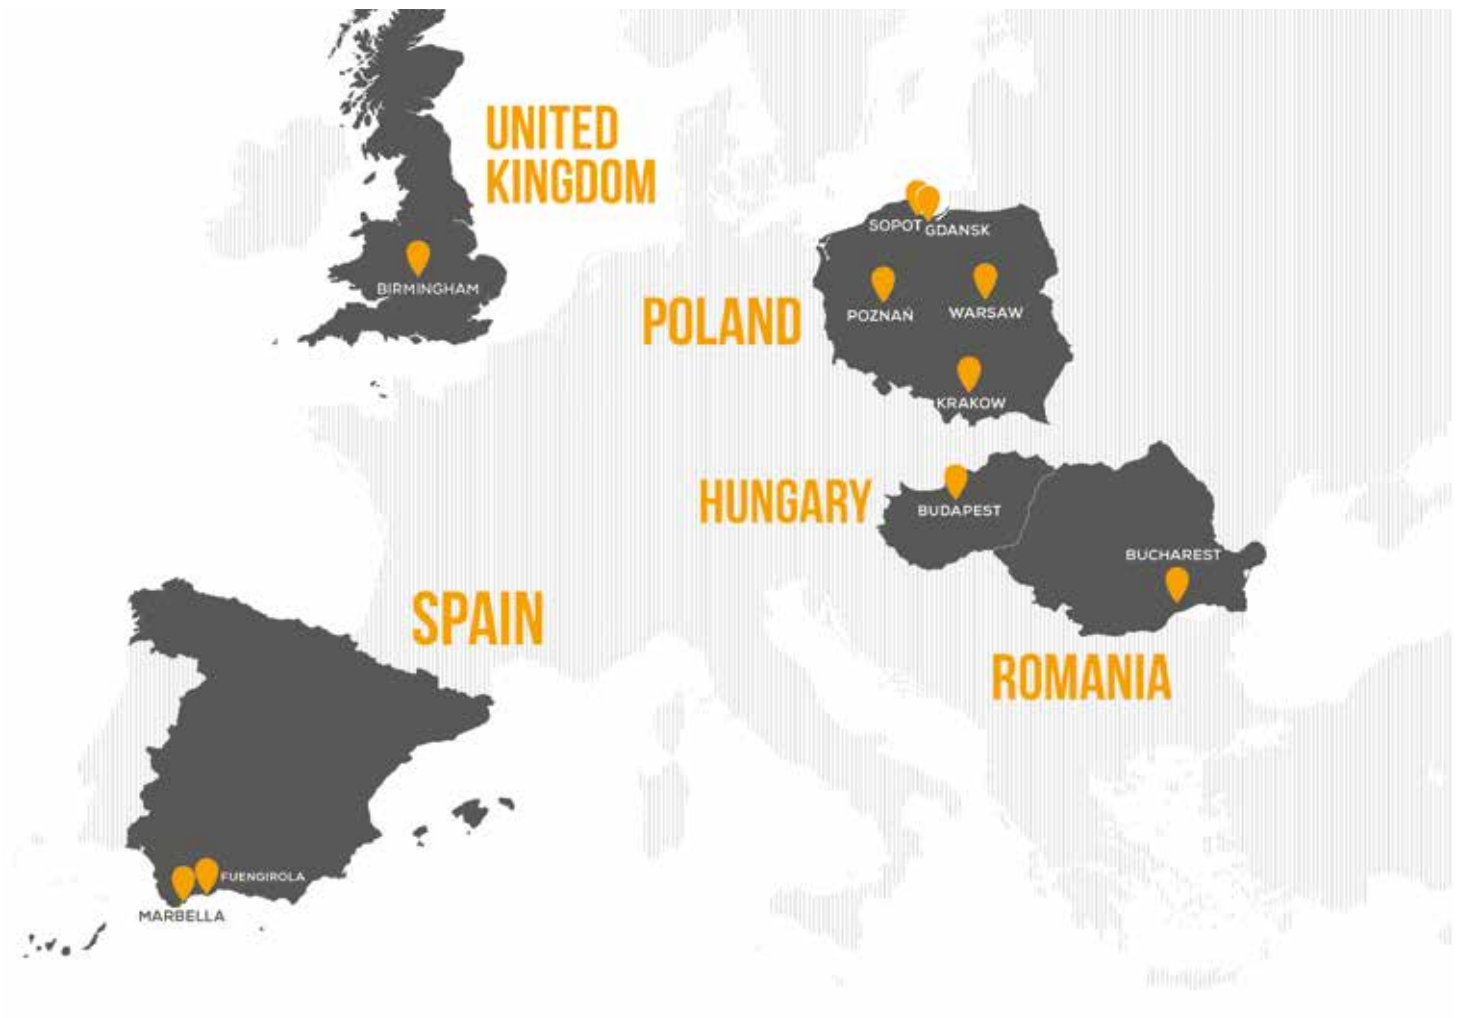 UNITED
KINGDOM
BIRMINGHAM
SOPOT
GDANSK
POLAND
POZNAŃ
WARSAW
KRAKOW
HUNGARY
BUDAPEST
BUCHAREST
ROMANIA
SPAIN
FUENGIROLA
MARBELLA